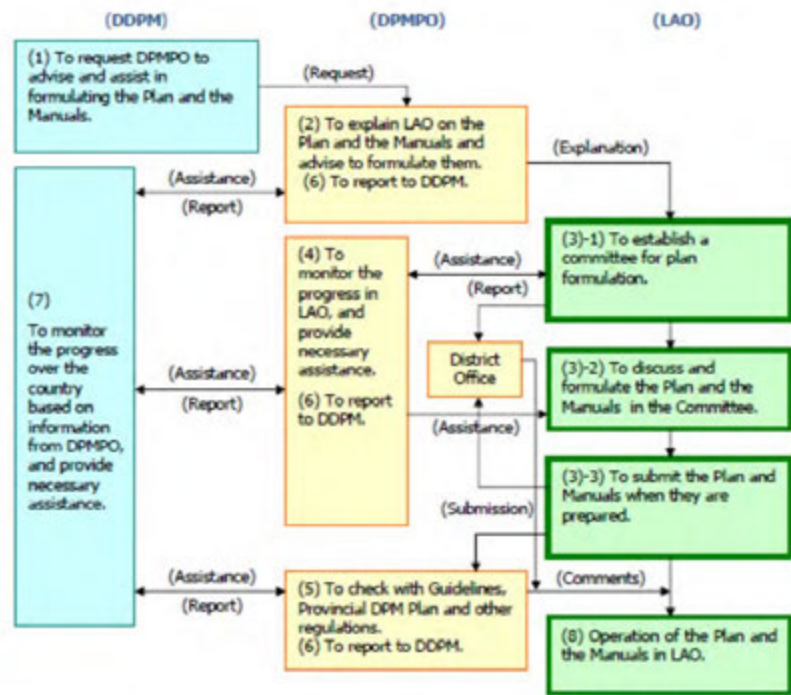 (DDPM)
(DPMPO)
(LAO)
(1) To request DPMPO to
advise and assist in
formulating the Plan and the
Manuals.
(Request)
(2) To explain LAO on the
Plan and the Manuals and
advise to formulate them.
(6) To report to DDPM.
(Explanation)
(Assistance)
(Report)
(3)-1) To establish a
committee for plan
formulation.
(4) To
monitor the
progress in
LAO, and
provide
necessary
assistance.
(6) To report
to DDPM.
(Assistance)
(Report)
(7)
To monitor
the progress
over the
country
based on
information
from DPMPO,
and provide
necessary
assistance.
District
Office
(3)-2) To discuss and
formulate the Plan and the
Manuals in the Committee.
(Assistance)
(Report)
(Assistance)
(3)-3) To submit the Plan and
Manuals when they are
prepared.
(Submission)
(Assistance)
(Report)
(5) To check with Guidelines,
Provincial DPM Plan and other
regulations.
(6) To report to DDPM.
(Comments)
(8) Operation of the Plan and
the Manuals in LAO.